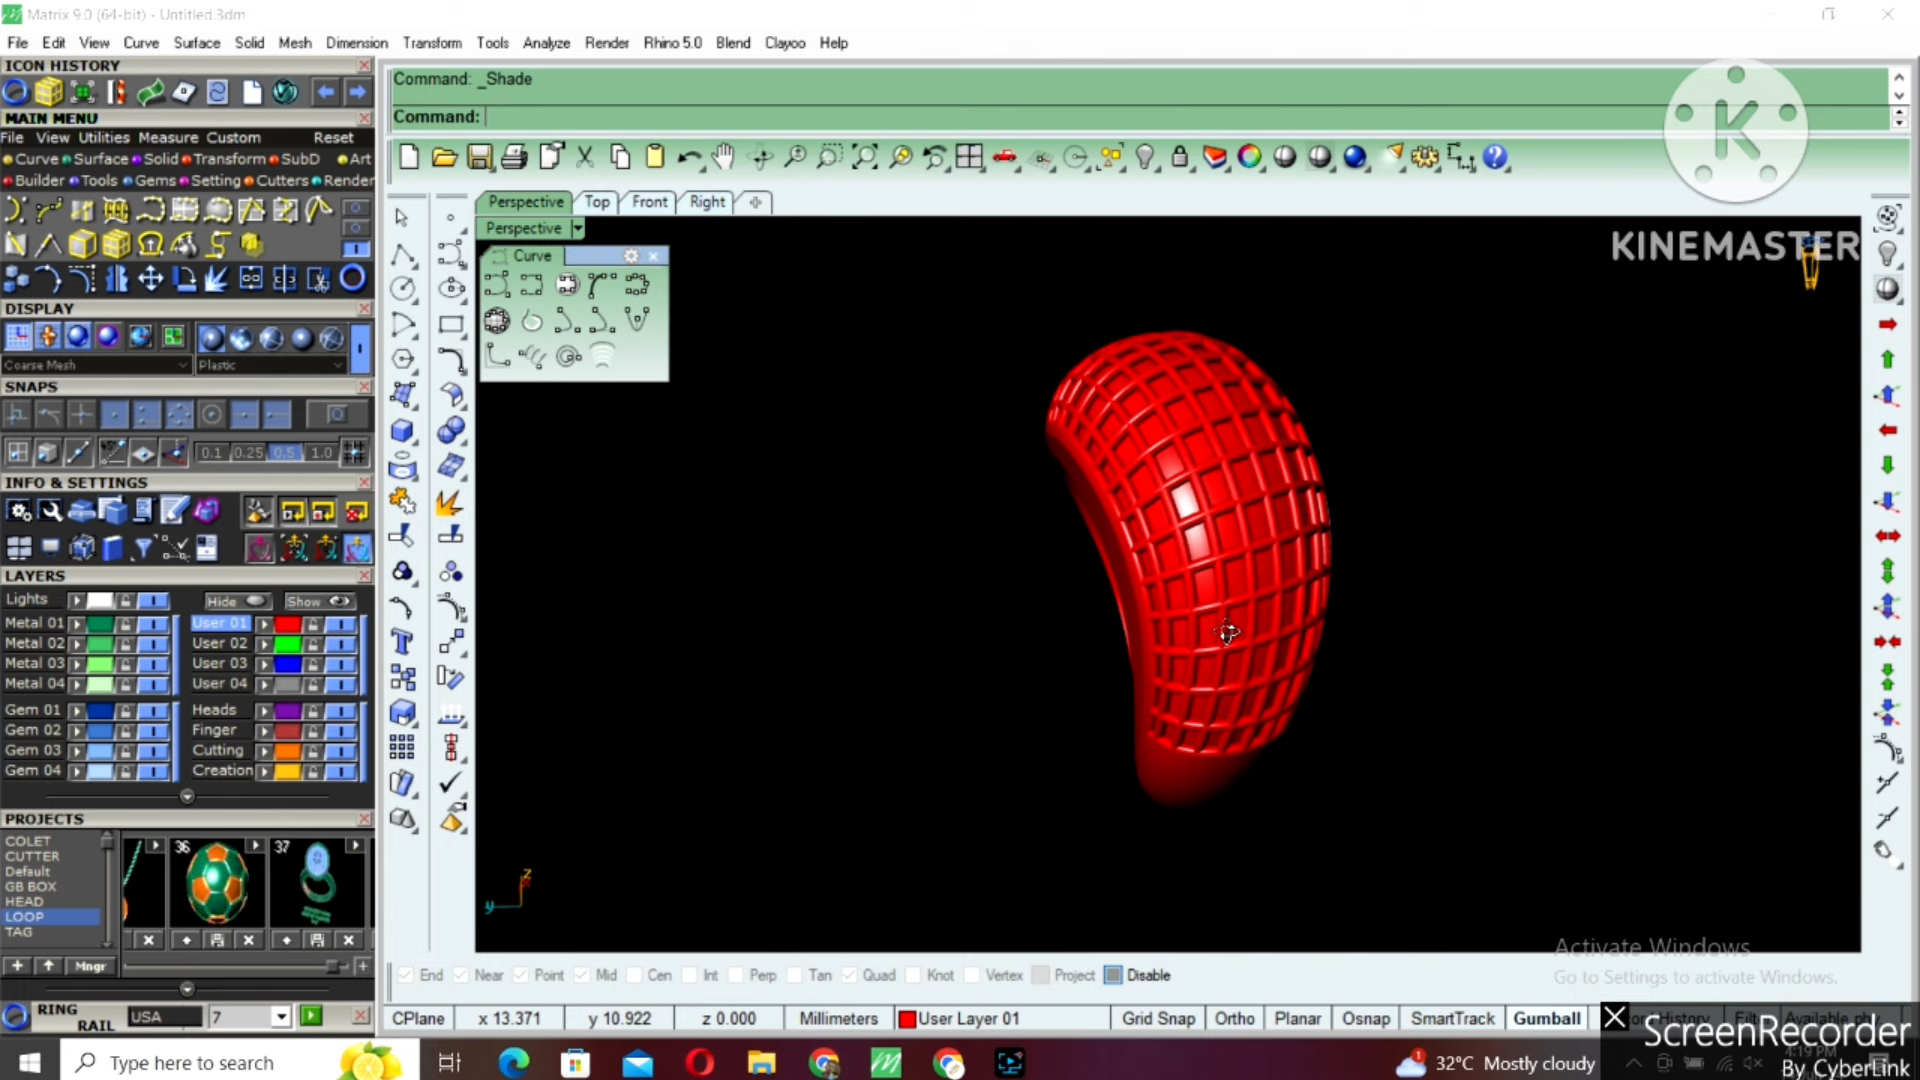 Matrix 9.0 (64-bit) - Untitled.3dm
File Edit View Curve Surface Solid Mesh Dimension Transform Tools Analyze Render Rhino 5.0 Blend Clayoo Help
ICON HISTORY
MAIN MENU
File View Utilities Measure Custom Reset
Curve Surface Solid Transform SubD Art
Builder Tools Gems Setting Cutters Render
DISPLAY
Coarse Mesh Plastic
SNAPS
0.1 0.25 0.5 1.0
INFO & SETTINGS
LAYERS
Lights Hide Show
Metal 01 User 01
Metal 02 User 02
Metal 03 User 03
Metal 04 User 04
Gem 01 Heads
Gem 02 Finger
Gem 03 Cutting
Gem 04 Creation
PROJECTS
COLET
CUTTER
Default
GB BOX
HEAD
LOOP
TAG
36 37
Mngr
RING RAIL USA 7
Command: _Shade
Command:
K
Perspective Top Front Right
Perspective
Curve
KINEMASTER
z
y
Activate Windows
Go to Settings to activate Windows.
End Near Point Mid Cen Int Perp Tan Quad Knot Vertex Project Disable
CPlane x 13.371 y 10.922 z 0.000 Millimeters User Layer 01 Grid Snap Ortho Planar Osnap SmartTrack Gumball
ScreenRecorder
By CyberLink
Type here to search
1
32°C Mostly cloudy
4:19 PM